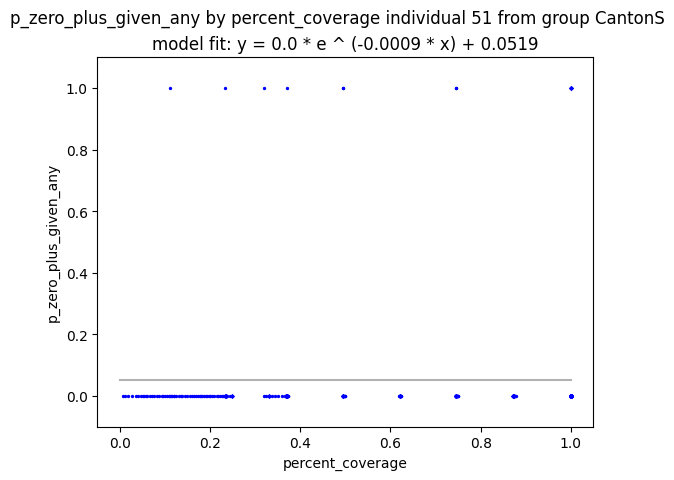 p_zero_plus_given_any by percent_coverage individual 51 from group CantonS
model fit: y = 0.0 * e ^ (-0.0009 * x) + 0.0519
1.0
0.8
0.6
0.4
0.2
0.0
p_zero_plus_given_any
0.0 0.2 0.4 0.6 0.8 1.0
percent_coverage